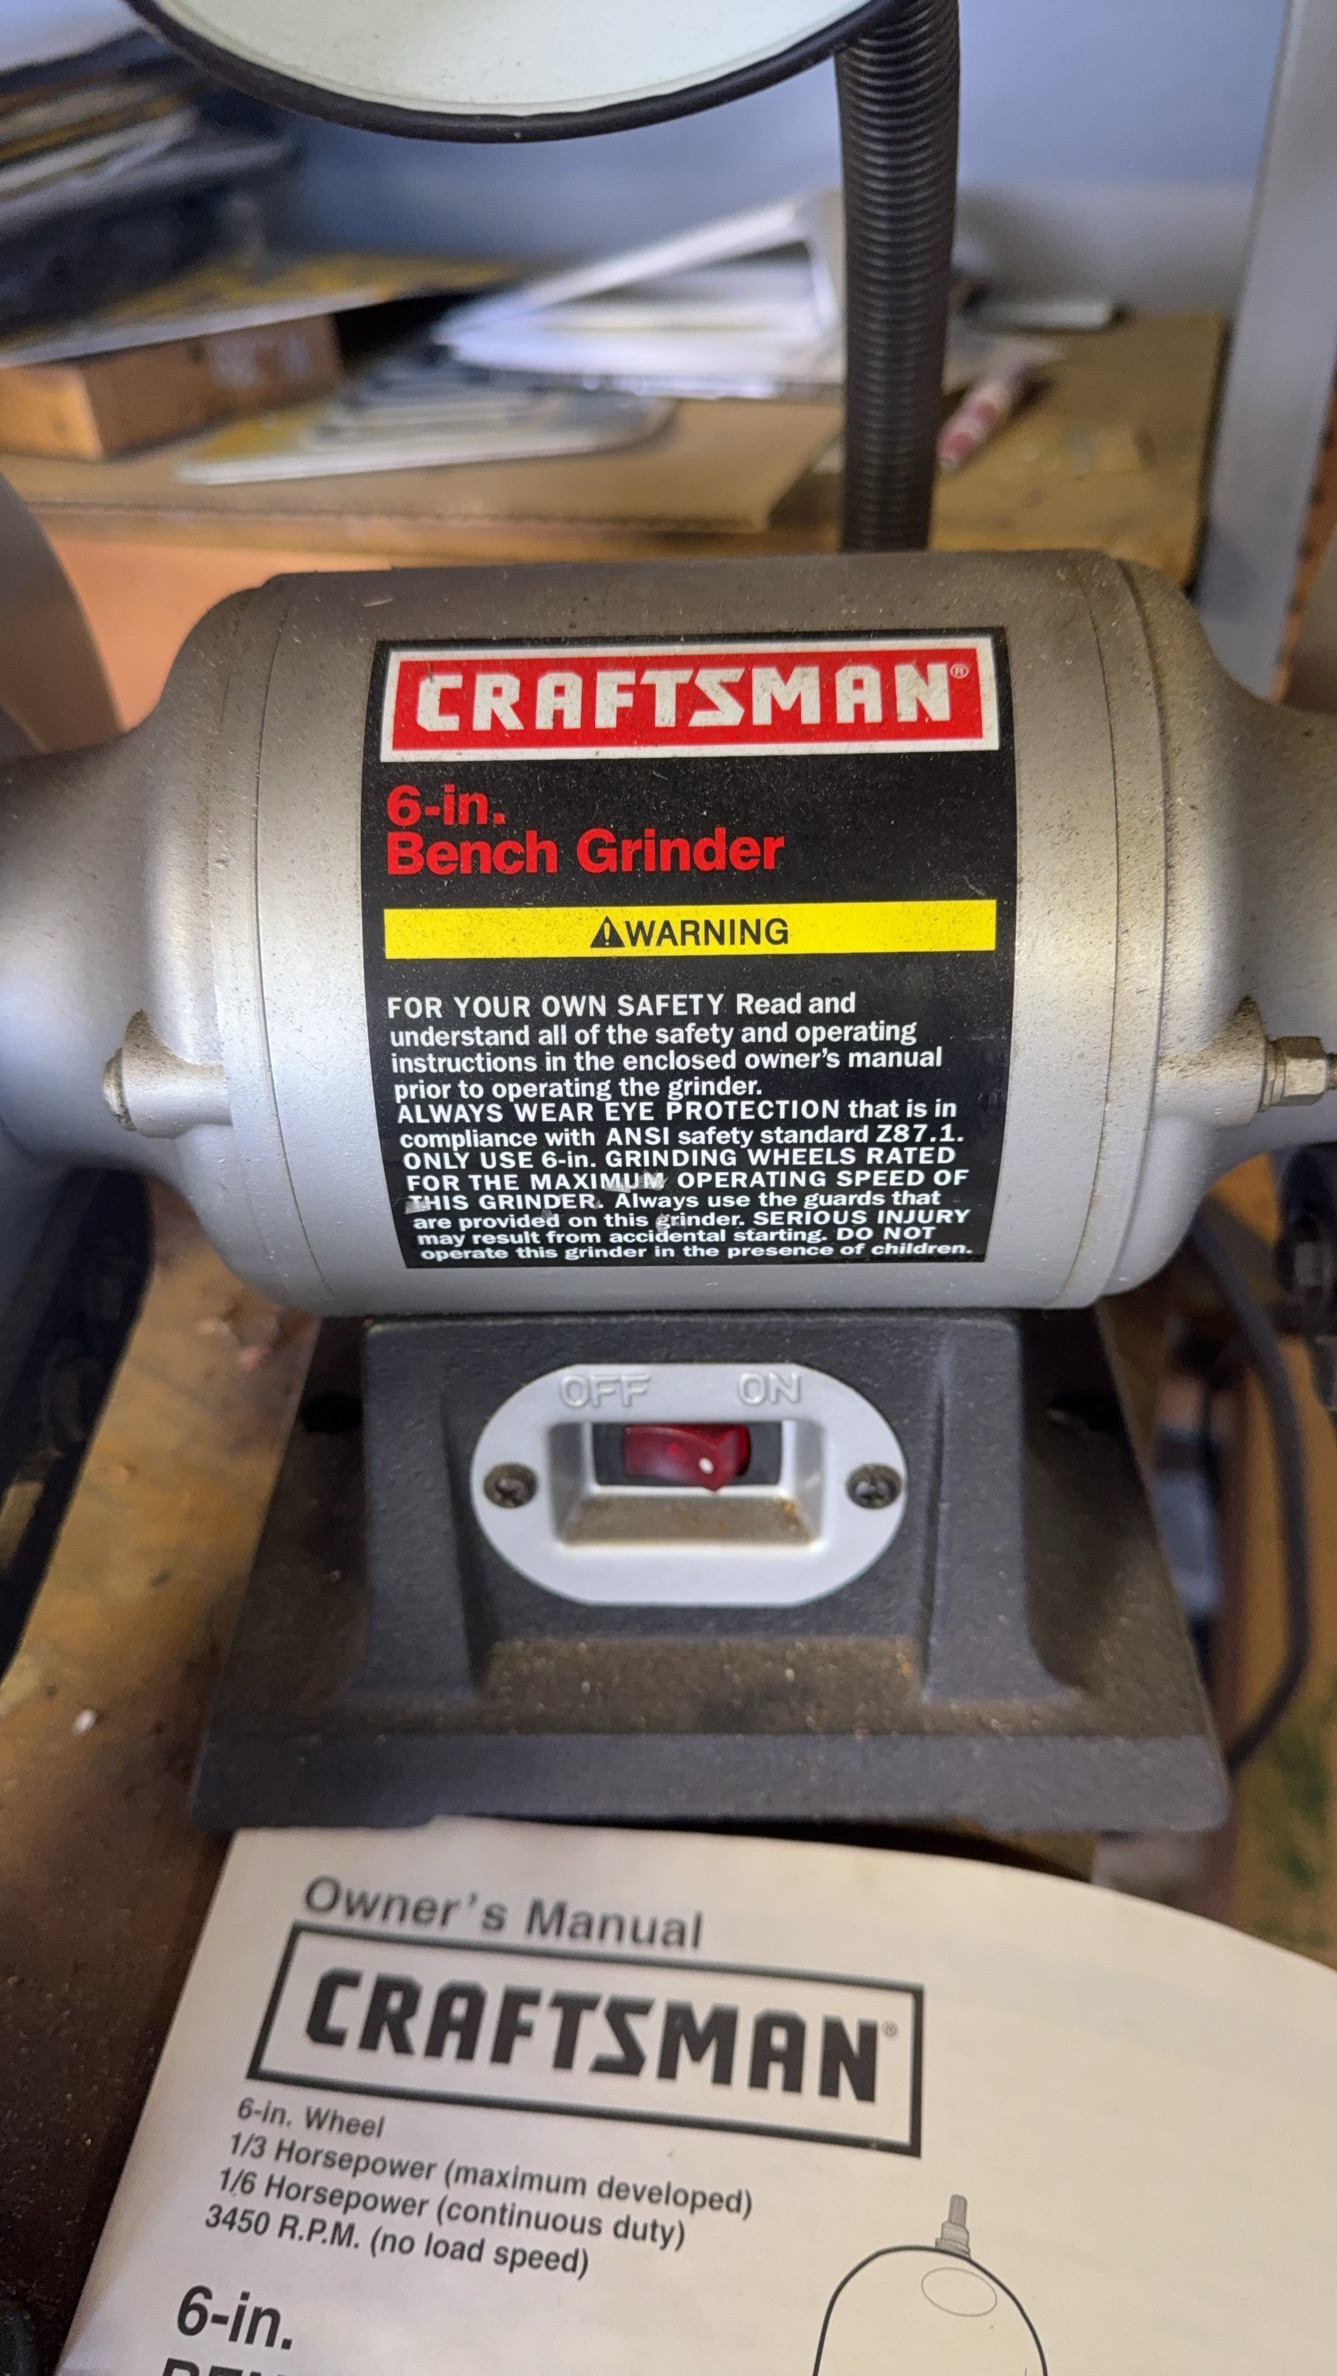 CRAFTSMAN®
6-in.
Bench Grinder
⚠WARNING
FOR YOUR OWN SAFETY Read and
understand all of the safety and operating
instructions in the enclosed owner's manual
prior to operating the grinder.
ALWAYS WEAR EYE PROTECTION that is in
compliance with ANSI safety standard Z87.1.
ONLY USE 6-in. GRINDING WHEELS RATED
FOR THE MAXIMUM OPERATING SPEED OF
THIS GRINDER. Always use the guards that
are provided on this grinder. SERIOUS INJURY
may result from accidental starting. DO NOT
operate this grinder in the presence of children.
OFF ON
Owner's Manual
CRAFTSMAN®
6-in. Wheel
1/3 Horsepower (maximum developed)
1/6 Horsepower (continuous duty)
3450 R.P.M. (no load speed)
6-in.